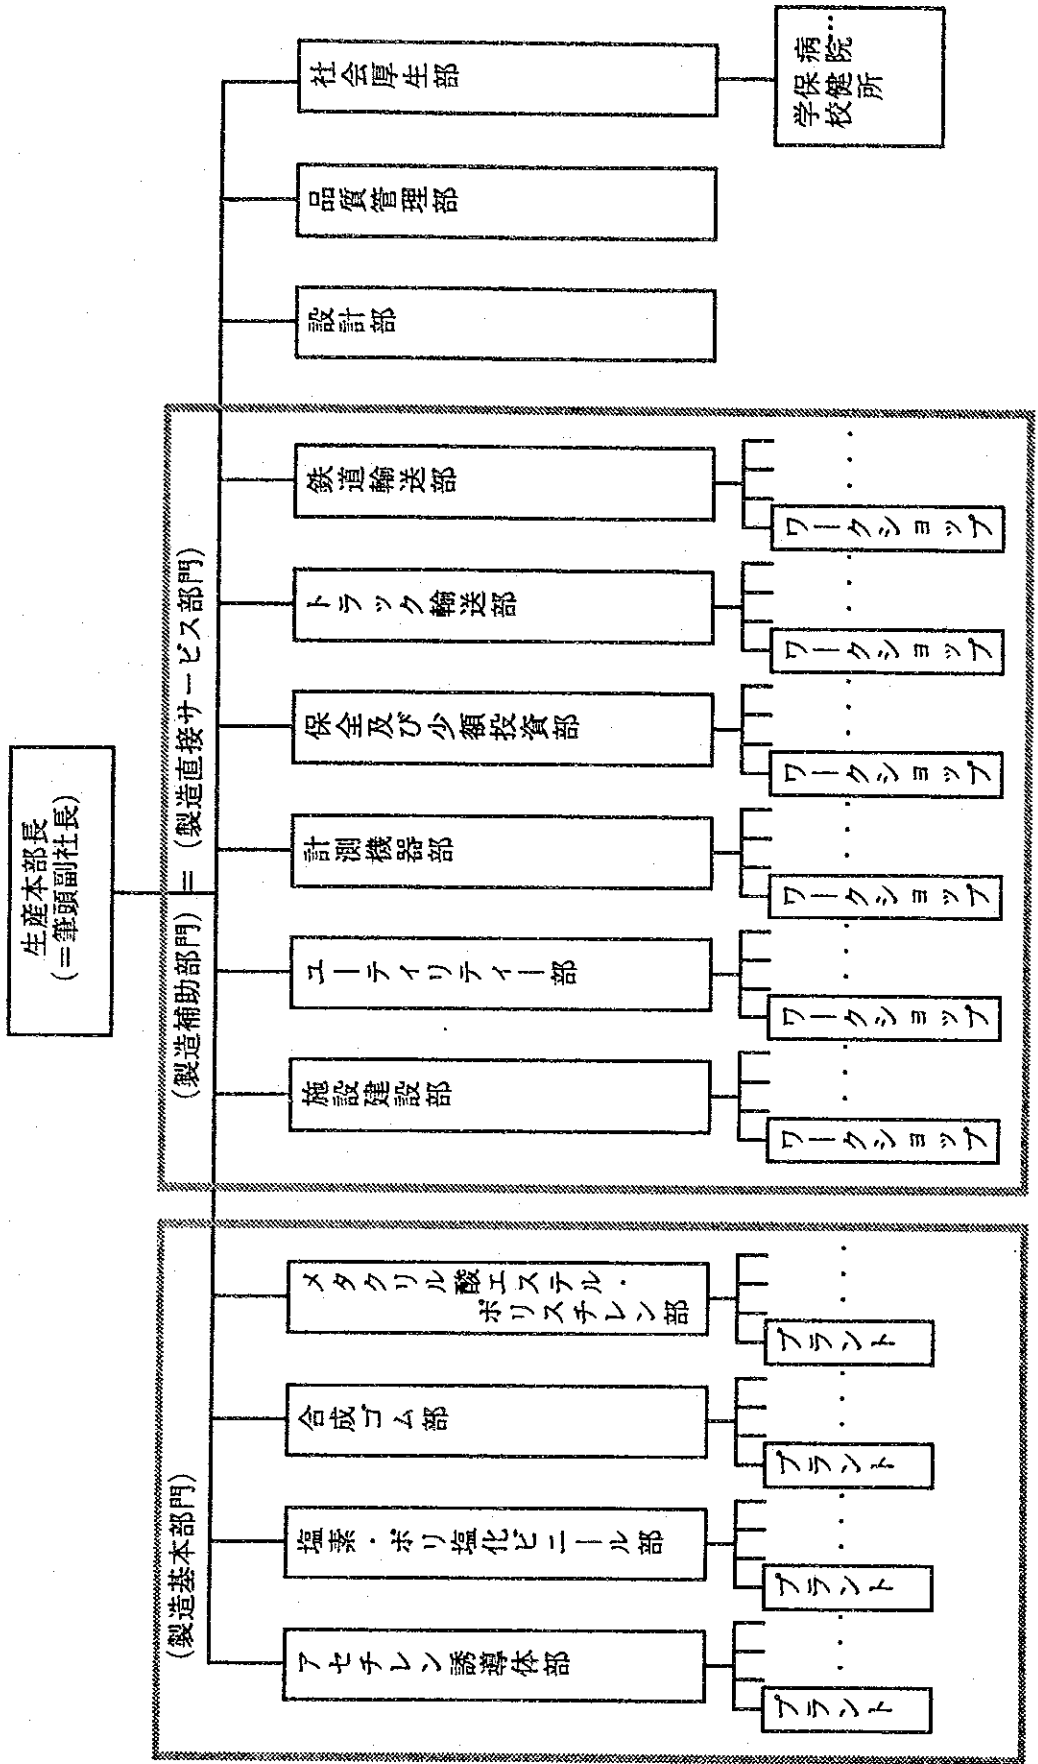 生産本部長
(=筆頭副社長)
(製造基本部門)
(製造補助部門) = (製造直接サービス部門)
アセチレン誘導体部
塩素・ポリ塩化ビニール部
合成ゴム部
メタクリル酸エステル・
ポリスチレン部
施設建設部
ユーティリティー部
計測機器部
保全及び少額投資部
トラック輸送部
鉄道輸送部
設計部
品質管理部
社会厚生部
プラント
プラント
プラント
プラント
ワークショップ
ワークショップ
ワークショップ
ワークショップ
ワークショップ
ワークショップ
病院…
保健所
学校